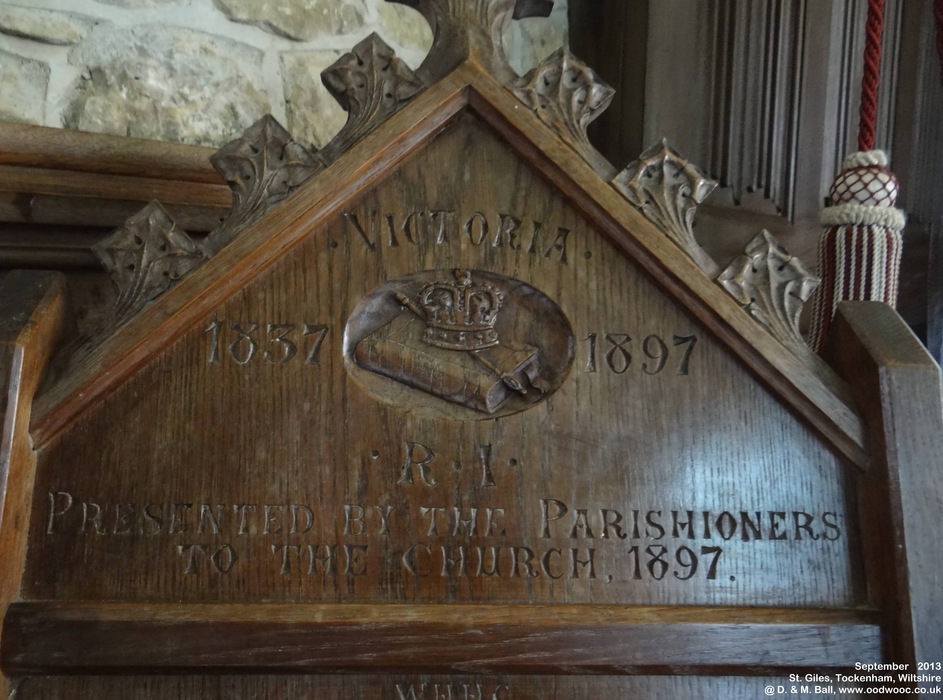 · VICTORIA ·
1837 1897
· R · I ·
PRESENTED BY THE PARISHIONERS
TO THE CHURCH, 1897.
September 2013
St. Giles, Tockenham, Wiltshire
@ D. & M. Ball, www.oodwooc.co.uk